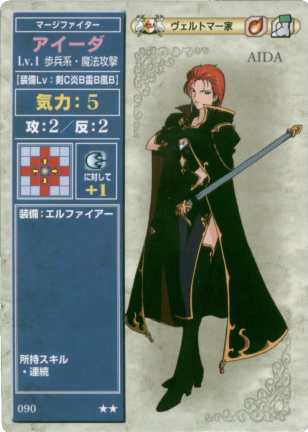 マージファイター
アイーダ
Lv.1 歩兵系・魔法攻撃
[装備Lv:剣C炎B雷B風B]
気力:5
攻:2/反:2
に対して
+1
装備:エルファイアー
所持スキル
・連続
090 ★★
ヴェルトマー家
AIDA